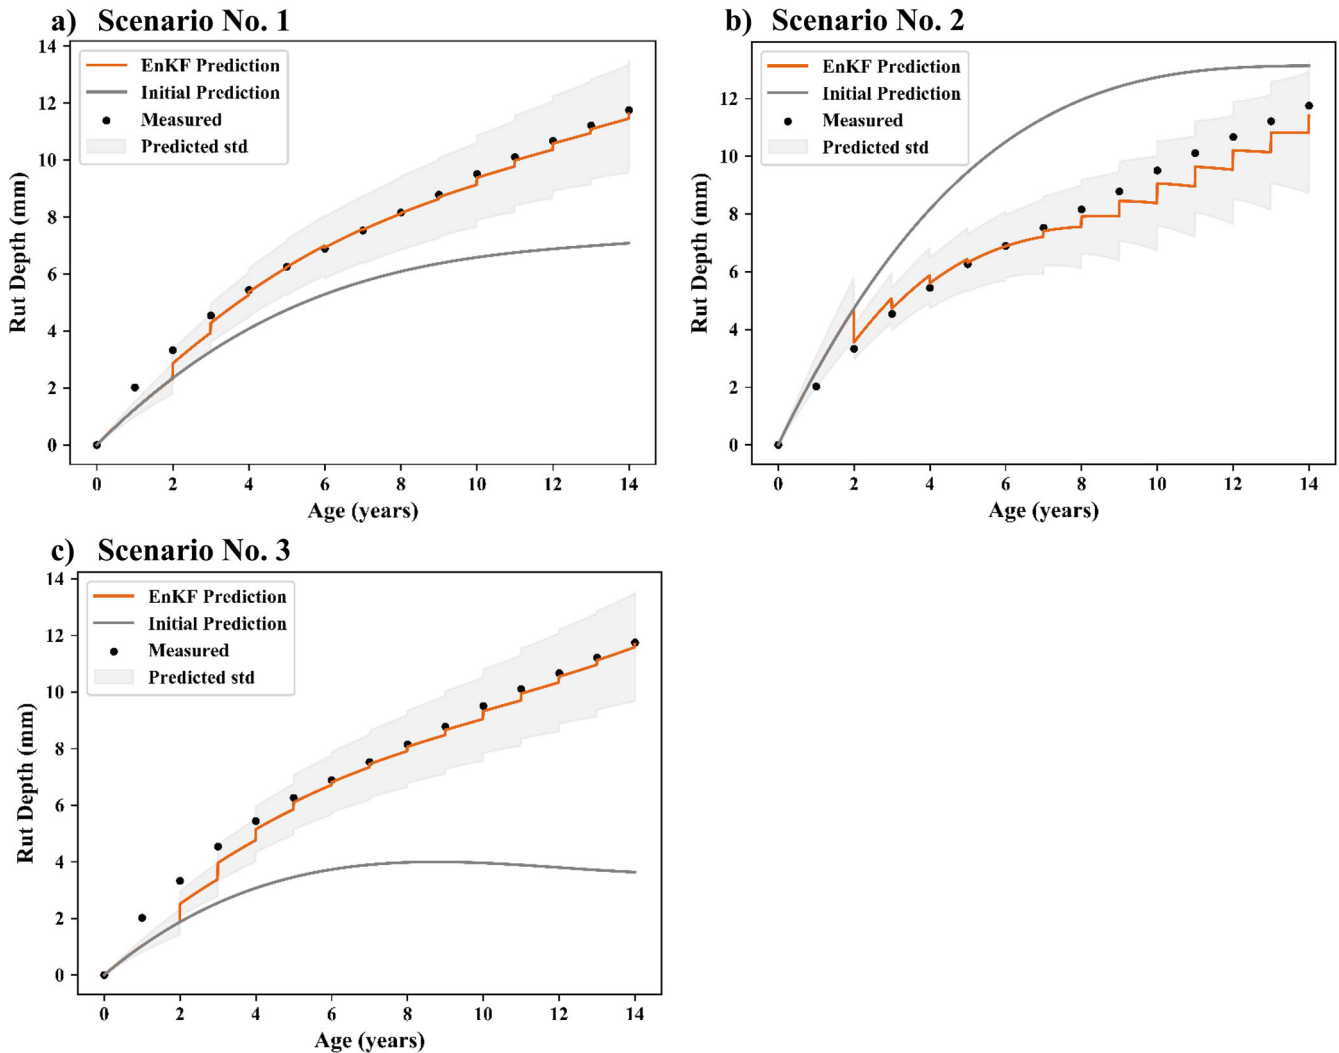 a) Scenario No. 1
14
12
10
8
6
4
2
0
Rut Depth (mm)
EnKF Prediction
Initial Prediction
Measured
Predicted std
0 2 4 6 8 10 12 14
Age (years)
b) Scenario No. 2
12
10
8
6
4
2
0
Rut Depth (mm)
EnKF Prediction
Initial Prediction
Measured
Predicted std
0 2 4 6 8 10 12 14
Age (years)
c) Scenario No. 3
14
12
10
8
6
4
2
0
Rut Depth (mm)
EnKF Prediction
Initial Prediction
Measured
Predicted std
0 2 4 6 8 10 12 14
Age (years)